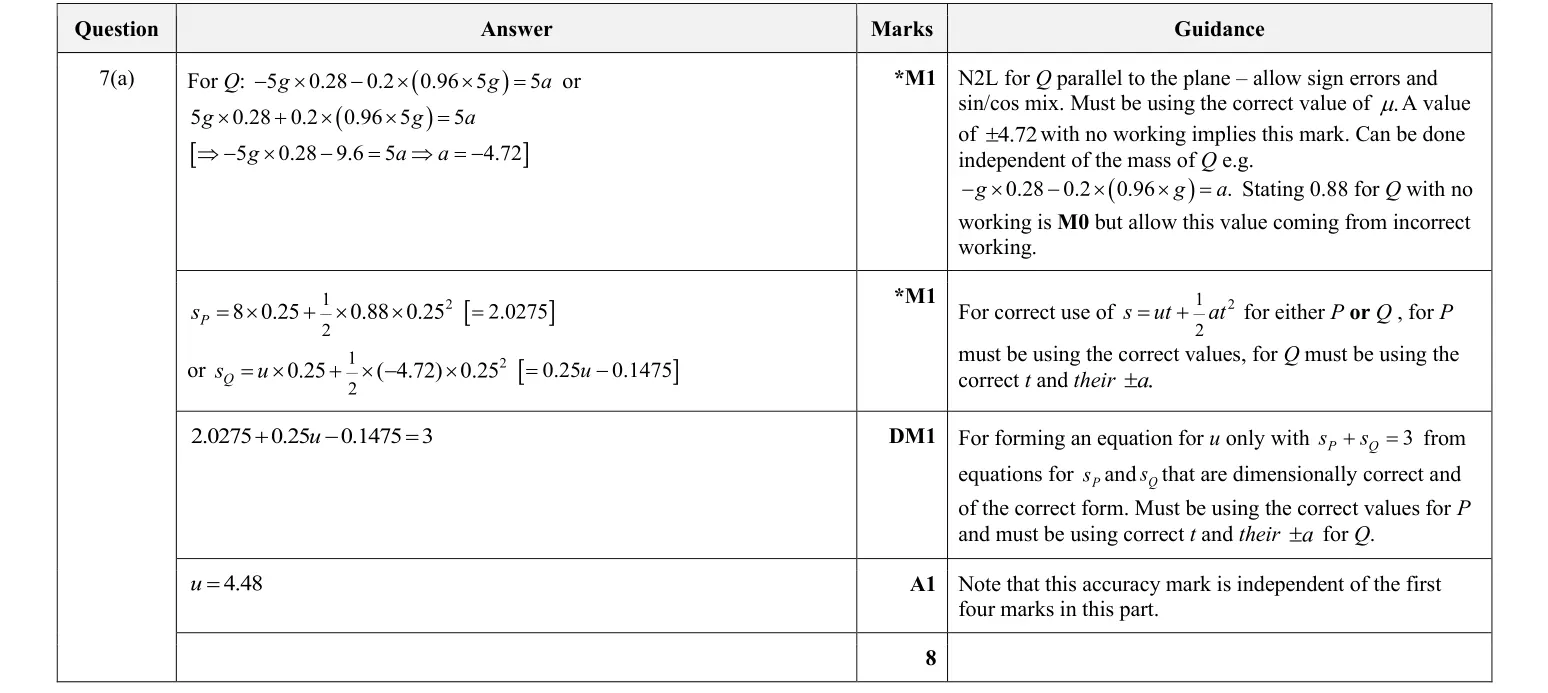 Question Answer Marks Guidance
7(a) For Q: −5g × 0.28 − 0.2 × (0.96 × 5g) = 5a or
5g × 0.28 + 0.2 × (0.96 × 5g) = 5a
[⇒ −5g × 0.28 − 9.6 = 5a ⇒ a = −4.72]
*M1
N2L for Q parallel to the plane – allow sign errors and
sin/cos mix. Must be using the correct value of μ. A value
of ±4.72 with no working implies this mark. Can be done
independent of the mass of Q e.g.
−g × 0.28 − 0.2 × (0.96 × g) = a. Stating 0.88 for Q with no
working is M0 but allow this value coming from incorrect
working.
s_P = 8 × 0.25 + 1/2 × 0.88 × 0.25² [= 2.0275]
or s_Q = u × 0.25 + 1/2 × (−4.72) × 0.25² [= 0.25u − 0.1475]
*M1
For correct use of s = ut + 1/2 at² for either P or Q , for P
must be using the correct values, for Q must be using the
correct t and their ±a.
2.0275 + 0.25u − 0.1475 = 3
DM1
For forming an equation for u only with s_P + s_Q = 3 from
equations for s_P and s_Q that are dimensionally correct and
of the correct form. Must be using the correct values for P
and must be using correct t and their ±a for Q.
u = 4.48
A1
Note that this accuracy mark is independent of the first
four marks in this part.
8